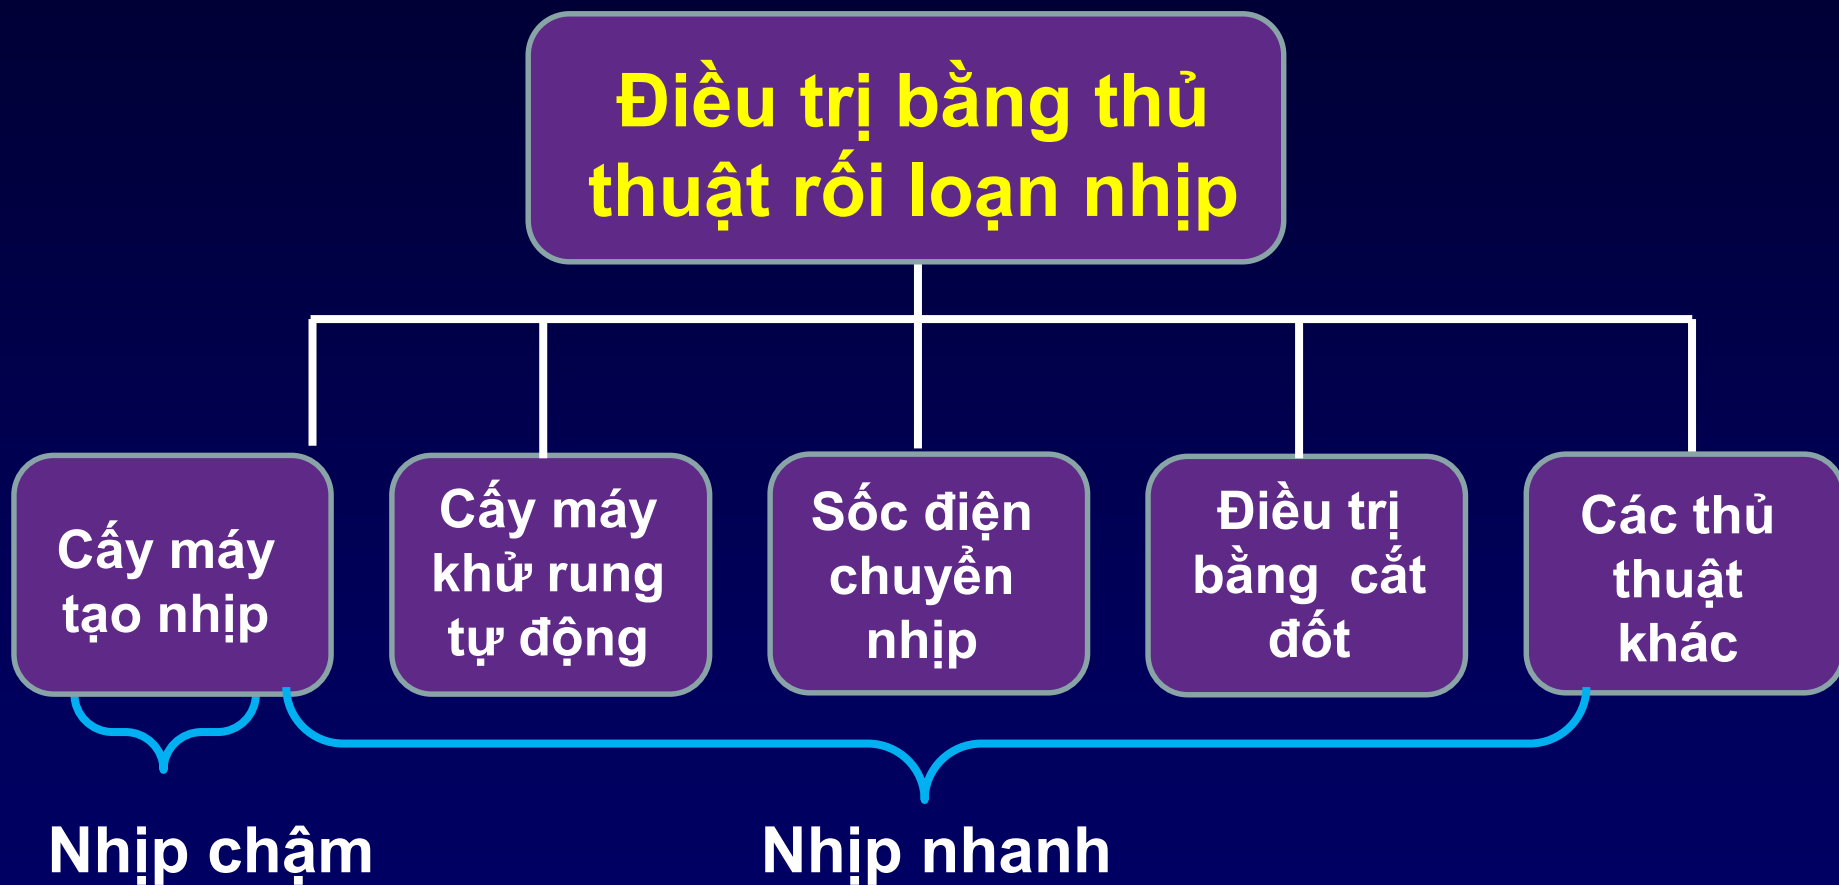 Điều trị bằng thủ
thuật rối loạn nhịp
Cấy máy
tạo nhịp
Cấy máy
khử rung
tự động
Sốc điện
chuyển
nhịp
Điều trị
bằng cắt
đốt
Các thủ
thuật
khác
Nhịp chậm
Nhịp nhanh